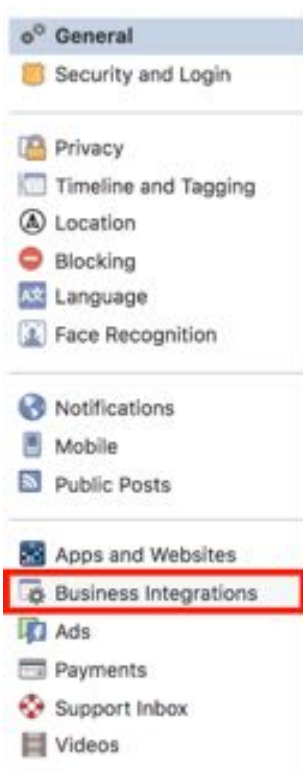 General
Security and Login
Privacy
Timeline and Tagging
Location
Blocking
Language
Face Recognition
Notifications
Mobile
Public Posts
Apps and Websites
Business Integrations
Ads
Payments
Support Inbox
Videos